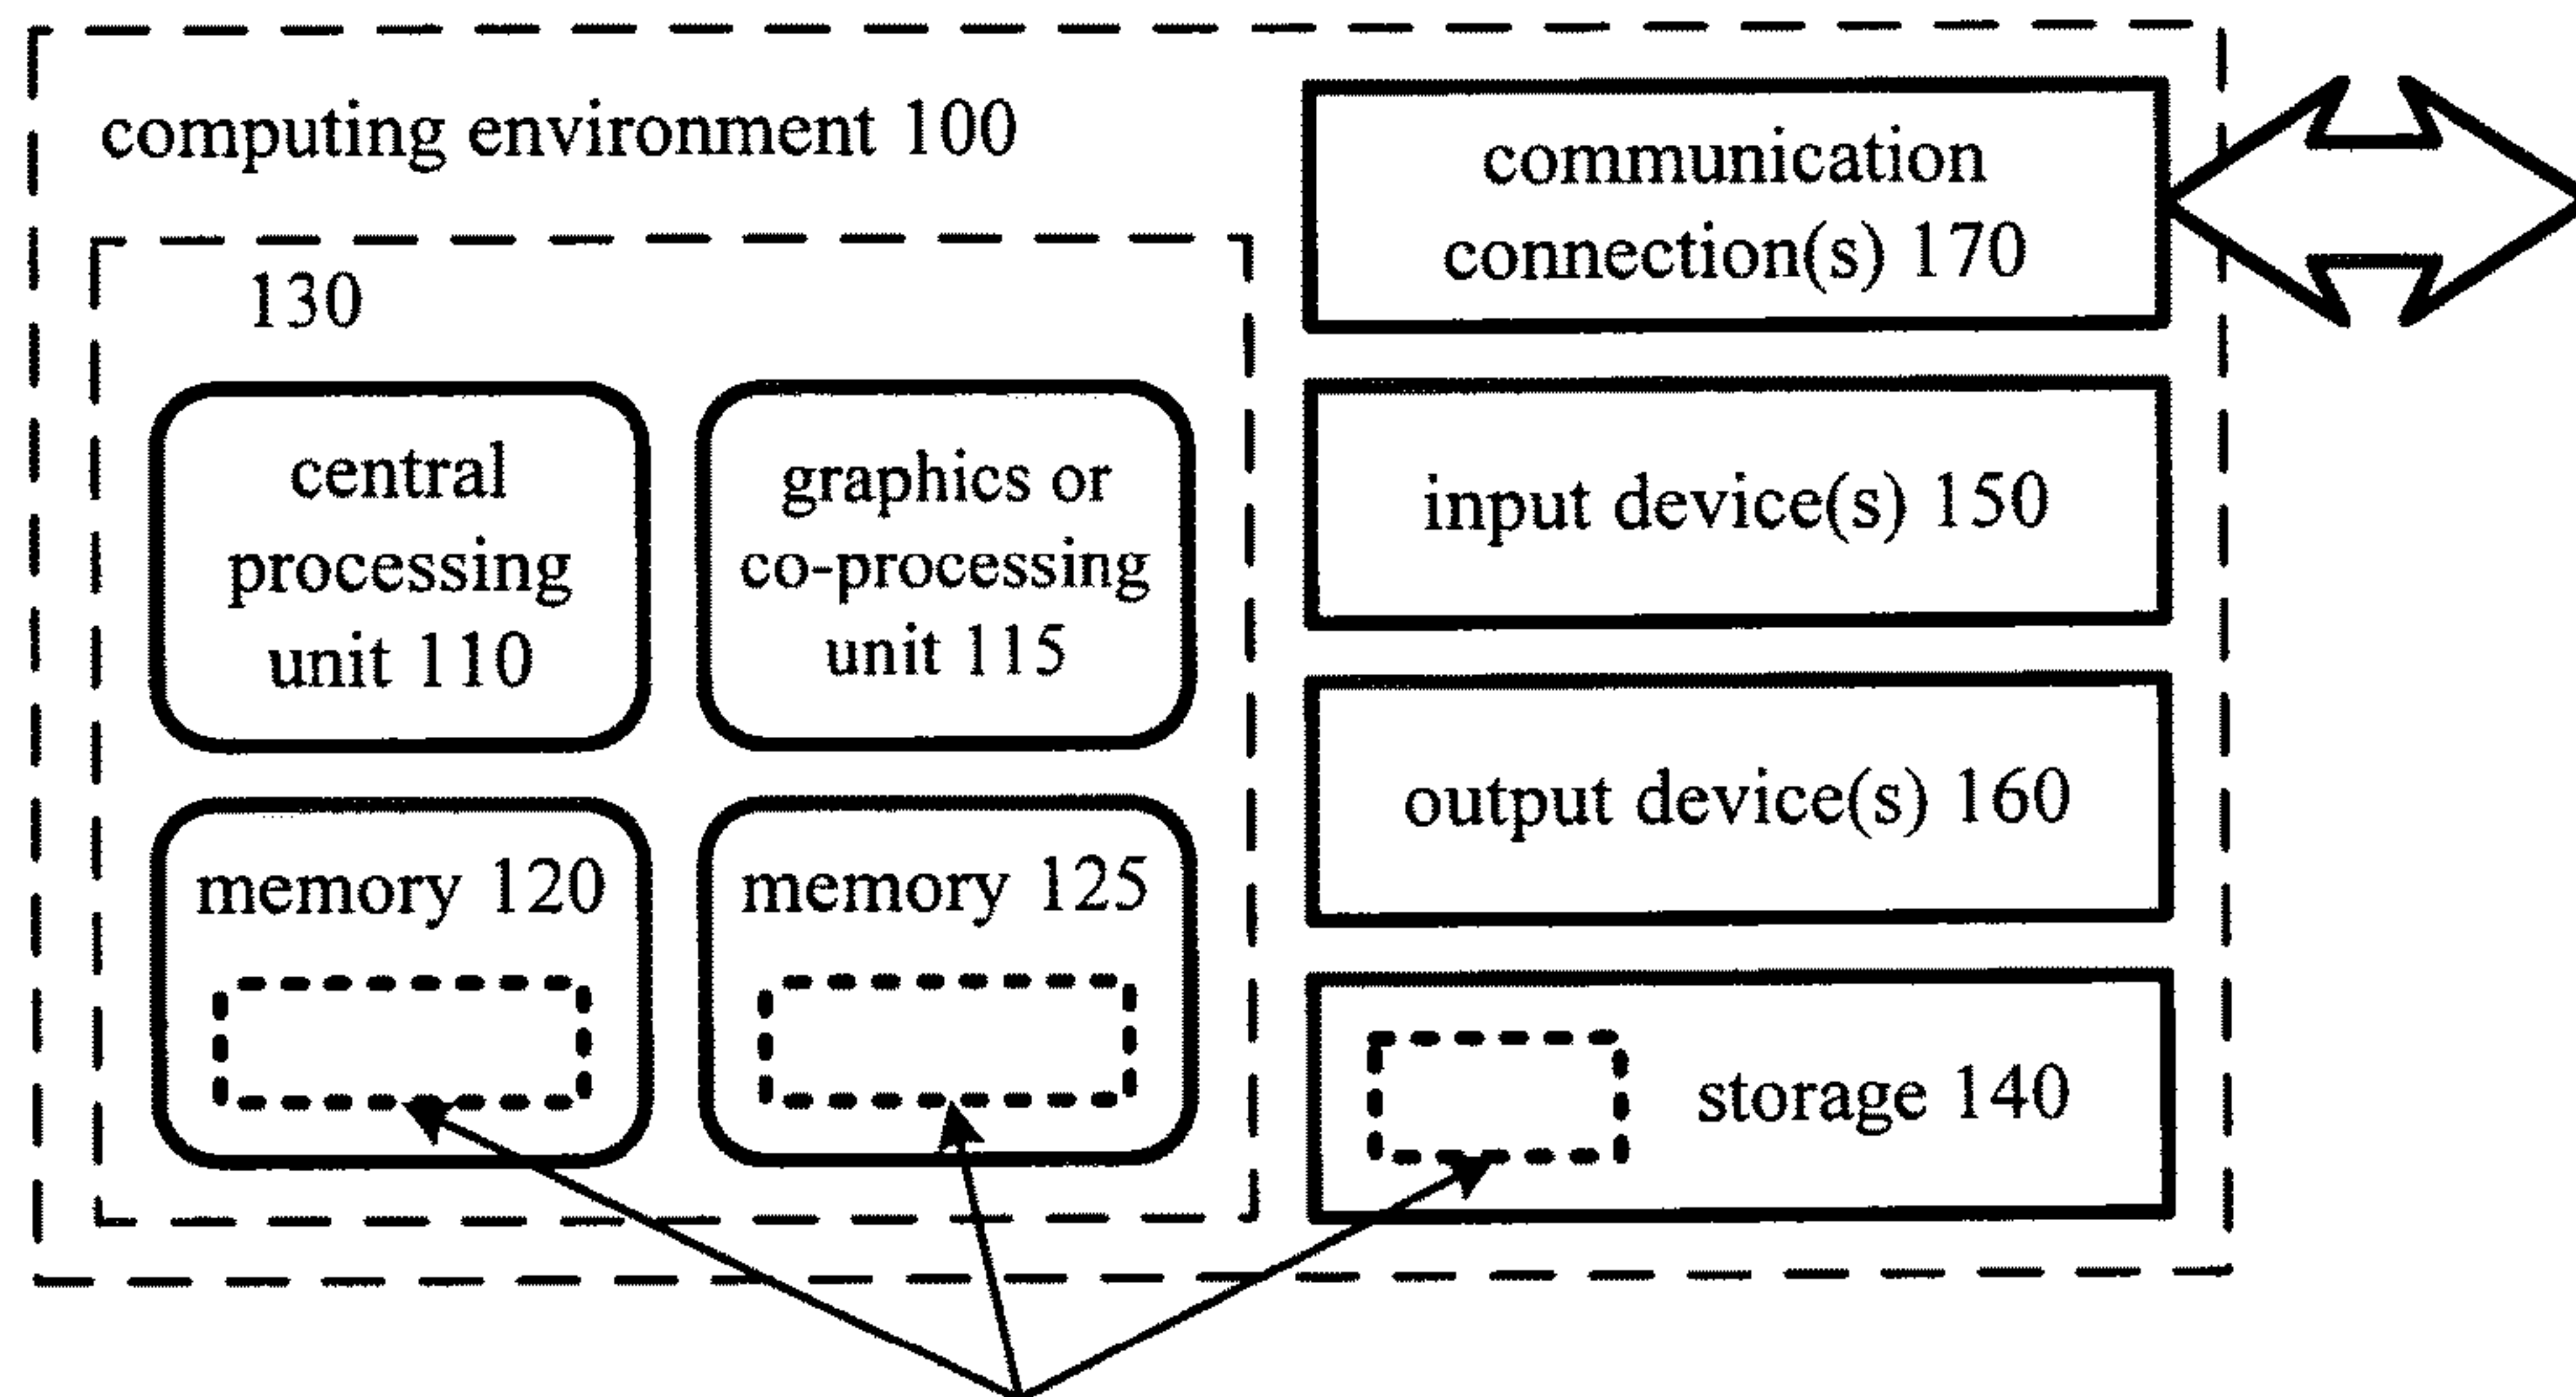 computing environment 100
130
central
processing
unit 110
graphics or
co-processing
unit 115
memory 120
memory 125
communication
connection(s) 170
input device(s) 150
output device(s) 160
storage 140